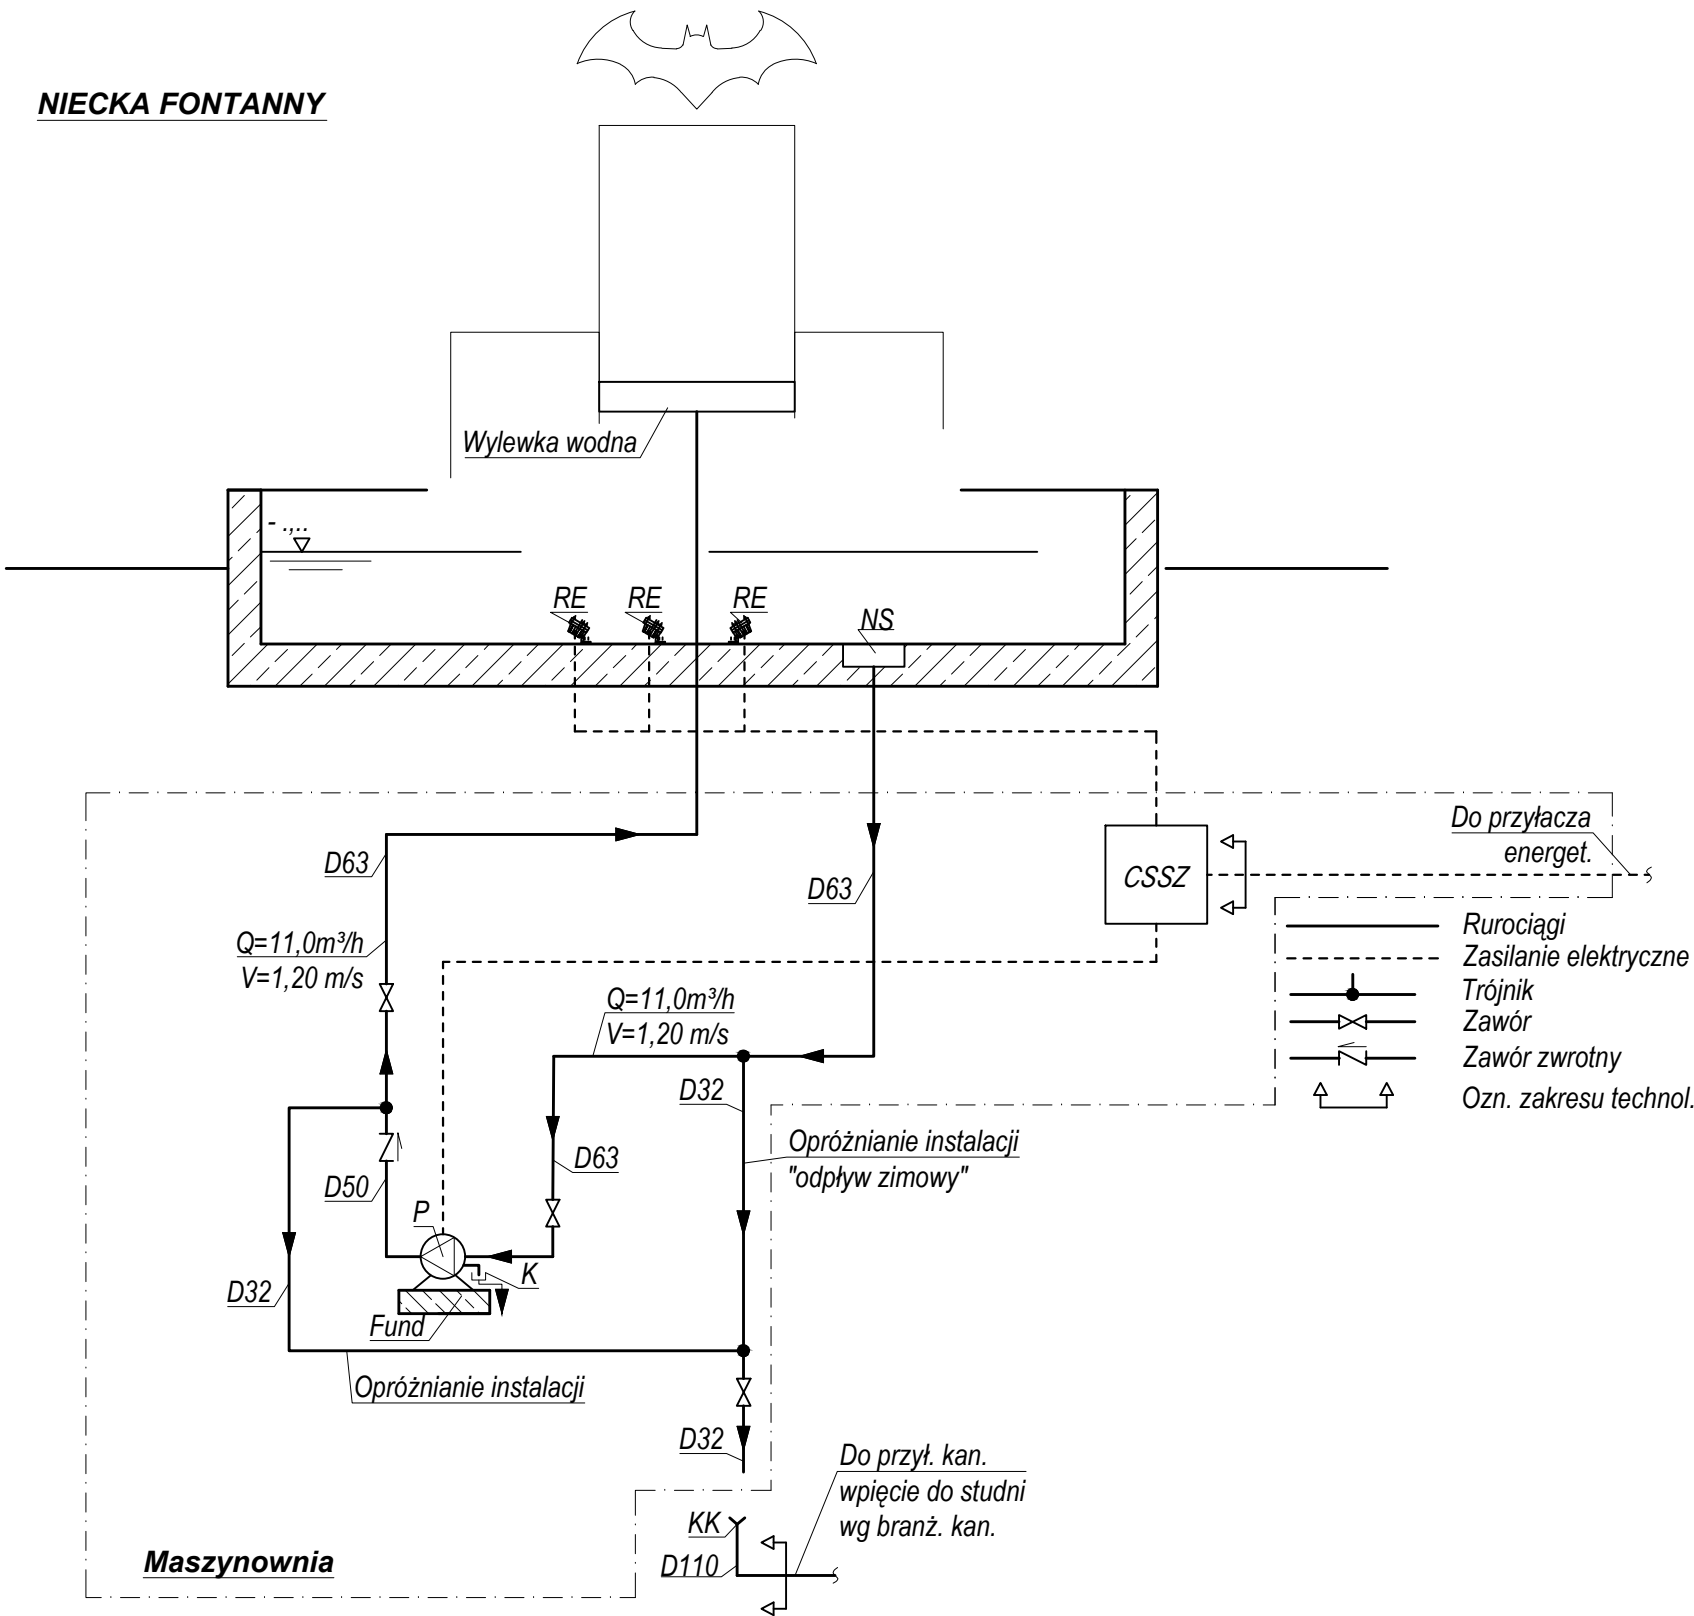 NIECKA FONTANNY
Wylewka wodna
- .,..
RE
RE
RE
NS
Do przyłacza
energet.
D63
CSSZ
D63
Rurociągi
Q=11,0m³/h
V=1,20 m/s
Zasilanie elektryczne
Q=11,0m³/h
V=1,20 m/s
Trójnik
Zawór
Zawór zwrotny
D32
Ozn. zakresu technol.
Opróżnianie instalacji
"odpływ zimowy"
D63
D50
P
K
D32
Fund
Opróżnianie instalacji
D32
Do przył. kan.
wpięcie do studni
wg branż. kan.
KK
D110
Maszynownia